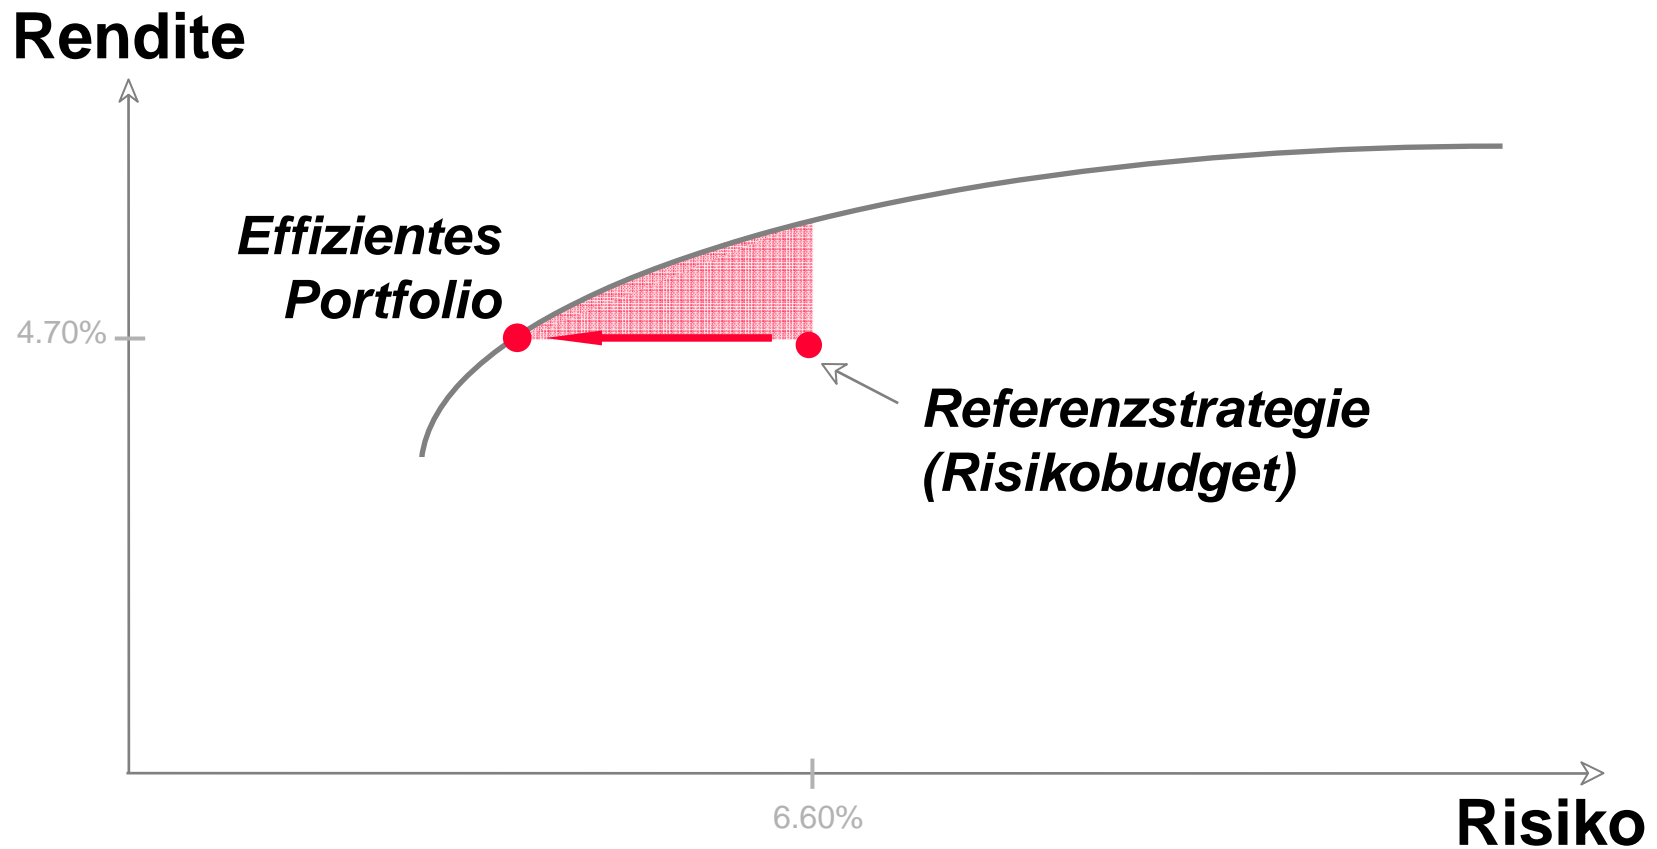 Rendite
Effizientes
Portfolio
4.70%
Referenzstrategie
(Risikobudget)
6.60%
Risiko